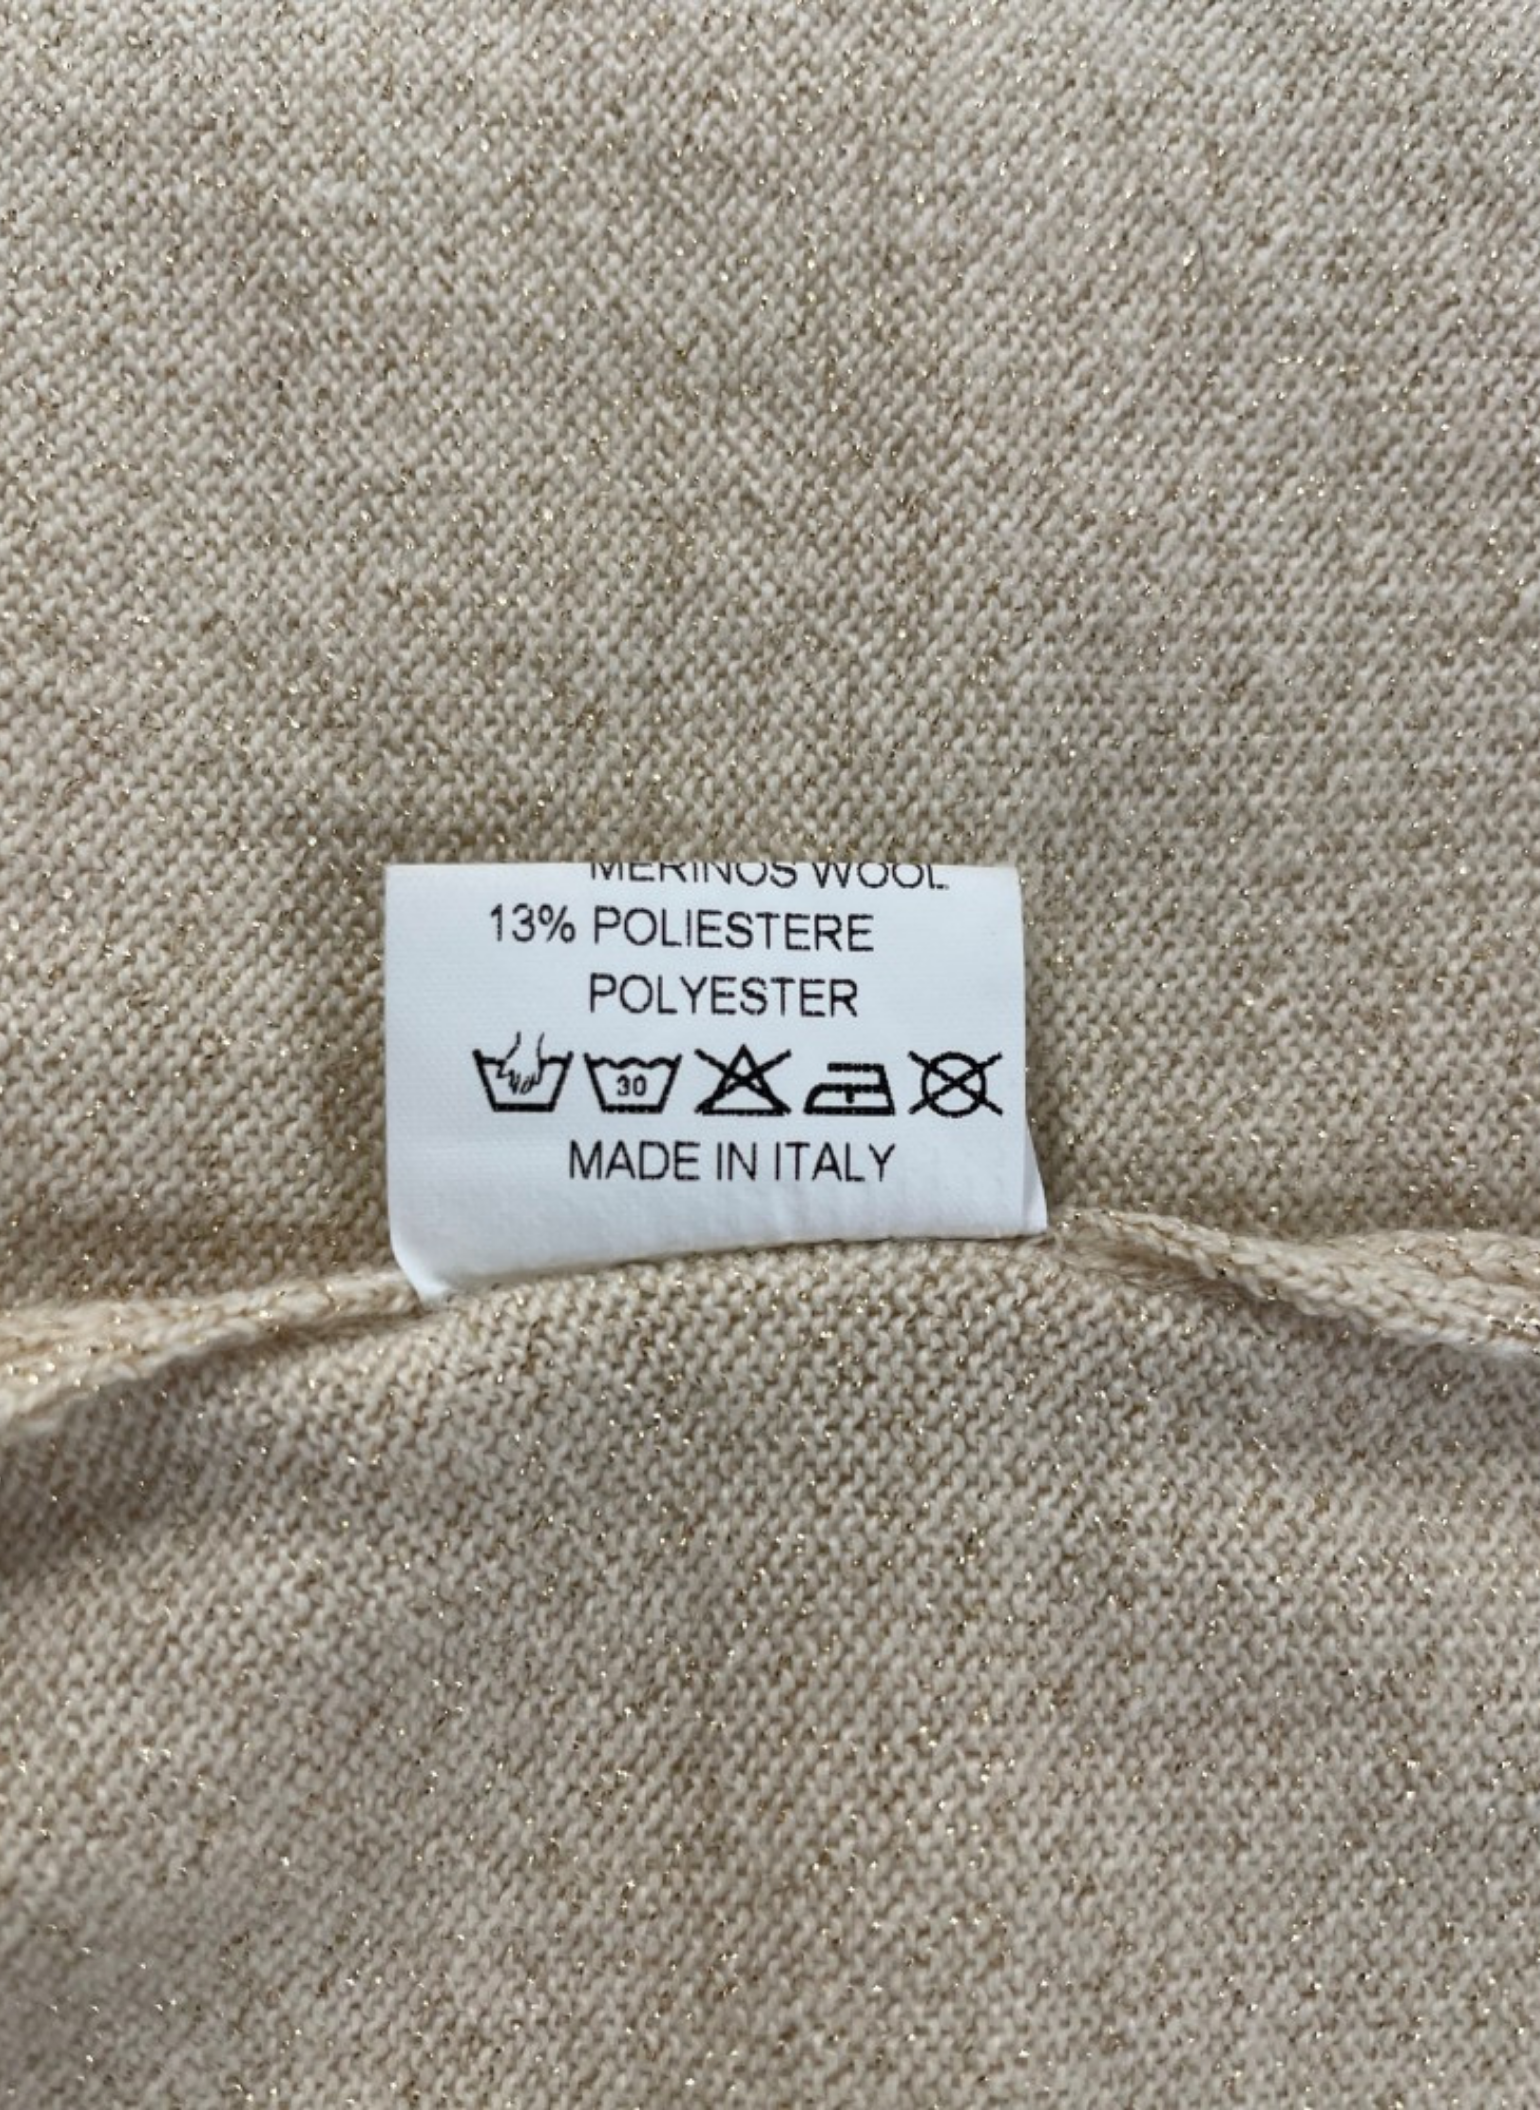 MERINOS WOOL
13% POLIESTERE
POLYESTER
30
MADE IN ITALY